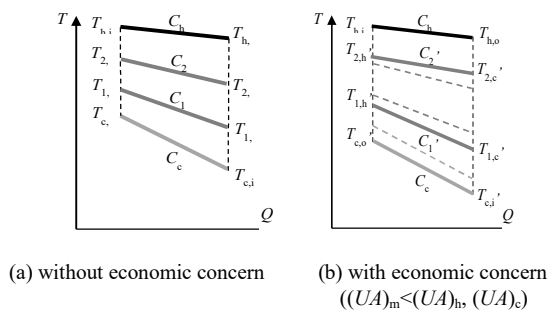 T
T
T_h,i
C_h
T_h,
T_h,i
C_h
T_h,o
T_2,
C_2
T_2,
T_2,h'
C_2'
T_2,c'
T_1,
C_1
T_1,
T_1,h
T_c,
T_c,o'
C_1'
T_1,c'
C_c
T_c,i
C_c
T_c,i'
Q
Q
(a) without economic concern
(b) with economic concern
((UA)_m<(UA)_h, (UA)_c)